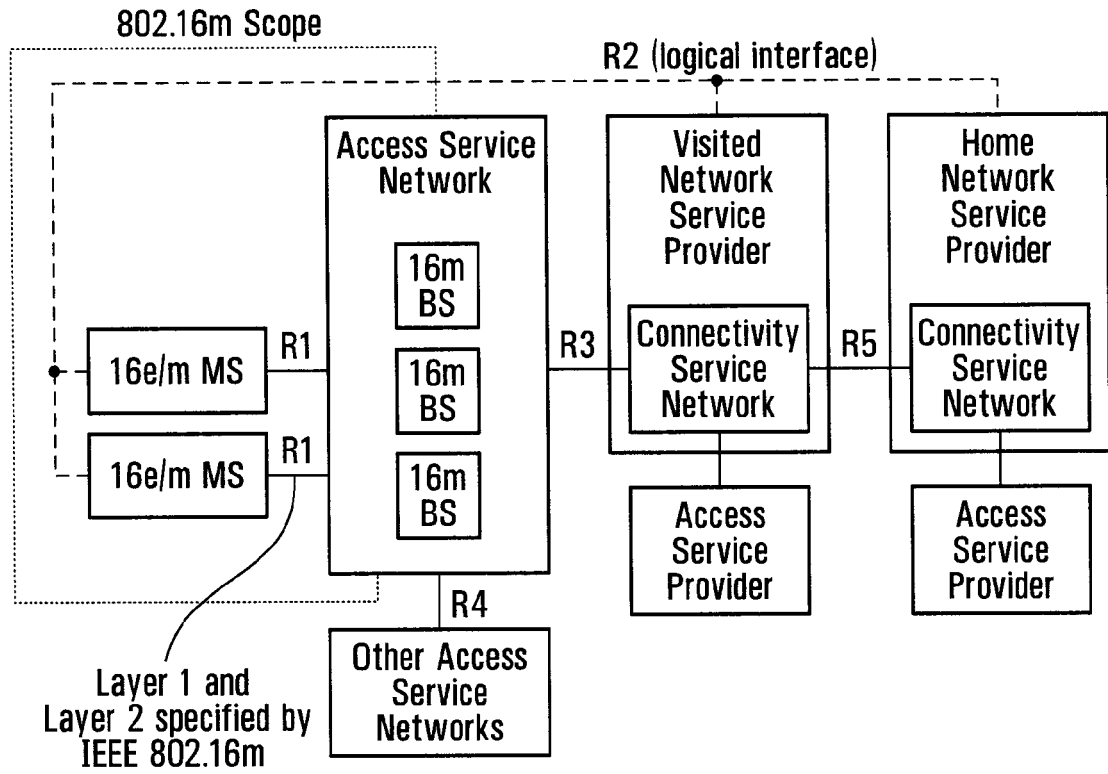 802.16m Scope
R2 (logical interface)
Access Service
Network
Visited
Network
Service
Provider
Home
Network
Service
Provider
16m
BS
16m
BS
16m
BS
16e/m MS
R1
16e/m MS
R1
R3
Connectivity
Service
Network
R5
Connectivity
Service
Network
Access
Service
Provider
Access
Service
Provider
R4
Other Access
Service
Networks
Layer 1 and
Layer 2 specified by
IEEE 802.16m